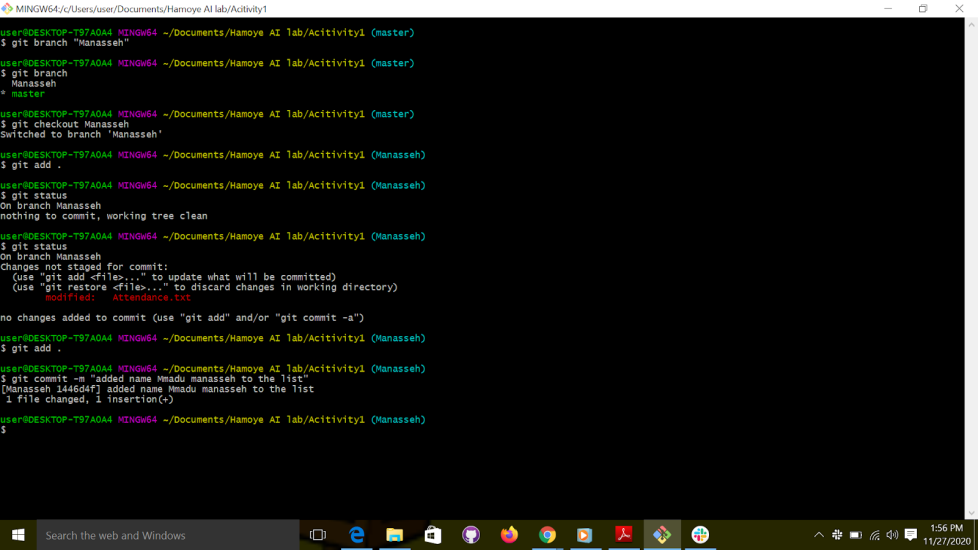 MINGW64:/c/Users/user/Documents/Hamoye AI lab/Acitivity1
user@DESKTOP-T97A0A4 MINGW64 ~/Documents/Hamoye AI lab/Acitivity1 (master)
$ git branch "Manasseh"
user@DESKTOP-T97A0A4 MINGW64 ~/Documents/Hamoye AI lab/Acitivity1 (master)
$ git branch
Manasseh
* master
user@DESKTOP-T97A0A4 MINGW64 ~/Documents/Hamoye AI lab/Acitivity1 (master)
$ git checkout Manasseh
Switched to branch 'Manasseh'
user@DESKTOP-T97A0A4 MINGW64 ~/Documents/Hamoye AI lab/Acitivity1 (Manasseh)
$ git add .
user@DESKTOP-T97A0A4 MINGW64 ~/Documents/Hamoye AI lab/Acitivity1 (Manasseh)
$ git status
On branch Manasseh
nothing to commit, working tree clean
user@DESKTOP-T97A0A4 MINGW64 ~/Documents/Hamoye AI lab/Acitivity1 (Manasseh)
$ git status
On branch Manasseh
Changes not staged for commit:
(use "git add <file>..." to update what will be committed)
(use "git restore <file>..." to discard changes in working directory)
modified: Attendance.txt
no changes added to commit (use "git add" and/or "git commit -a")
user@DESKTOP-T97A0A4 MINGW64 ~/Documents/Hamoye AI lab/Acitivity1 (Manasseh)
$ git add .
user@DESKTOP-T97A0A4 MINGW64 ~/Documents/Hamoye AI lab/Acitivity1 (Manasseh)
$ git commit -m "added name Mmadu manasseh to the list"
[Manasseh 1446d4f] added name Mmadu manasseh to the list
1 file changed, 1 insertion(+)
user@DESKTOP-T97A0A4 MINGW64 ~/Documents/Hamoye AI lab/Acitivity1 (Manasseh)
$
Search the web and Windows
1:56 PM
11/27/2020